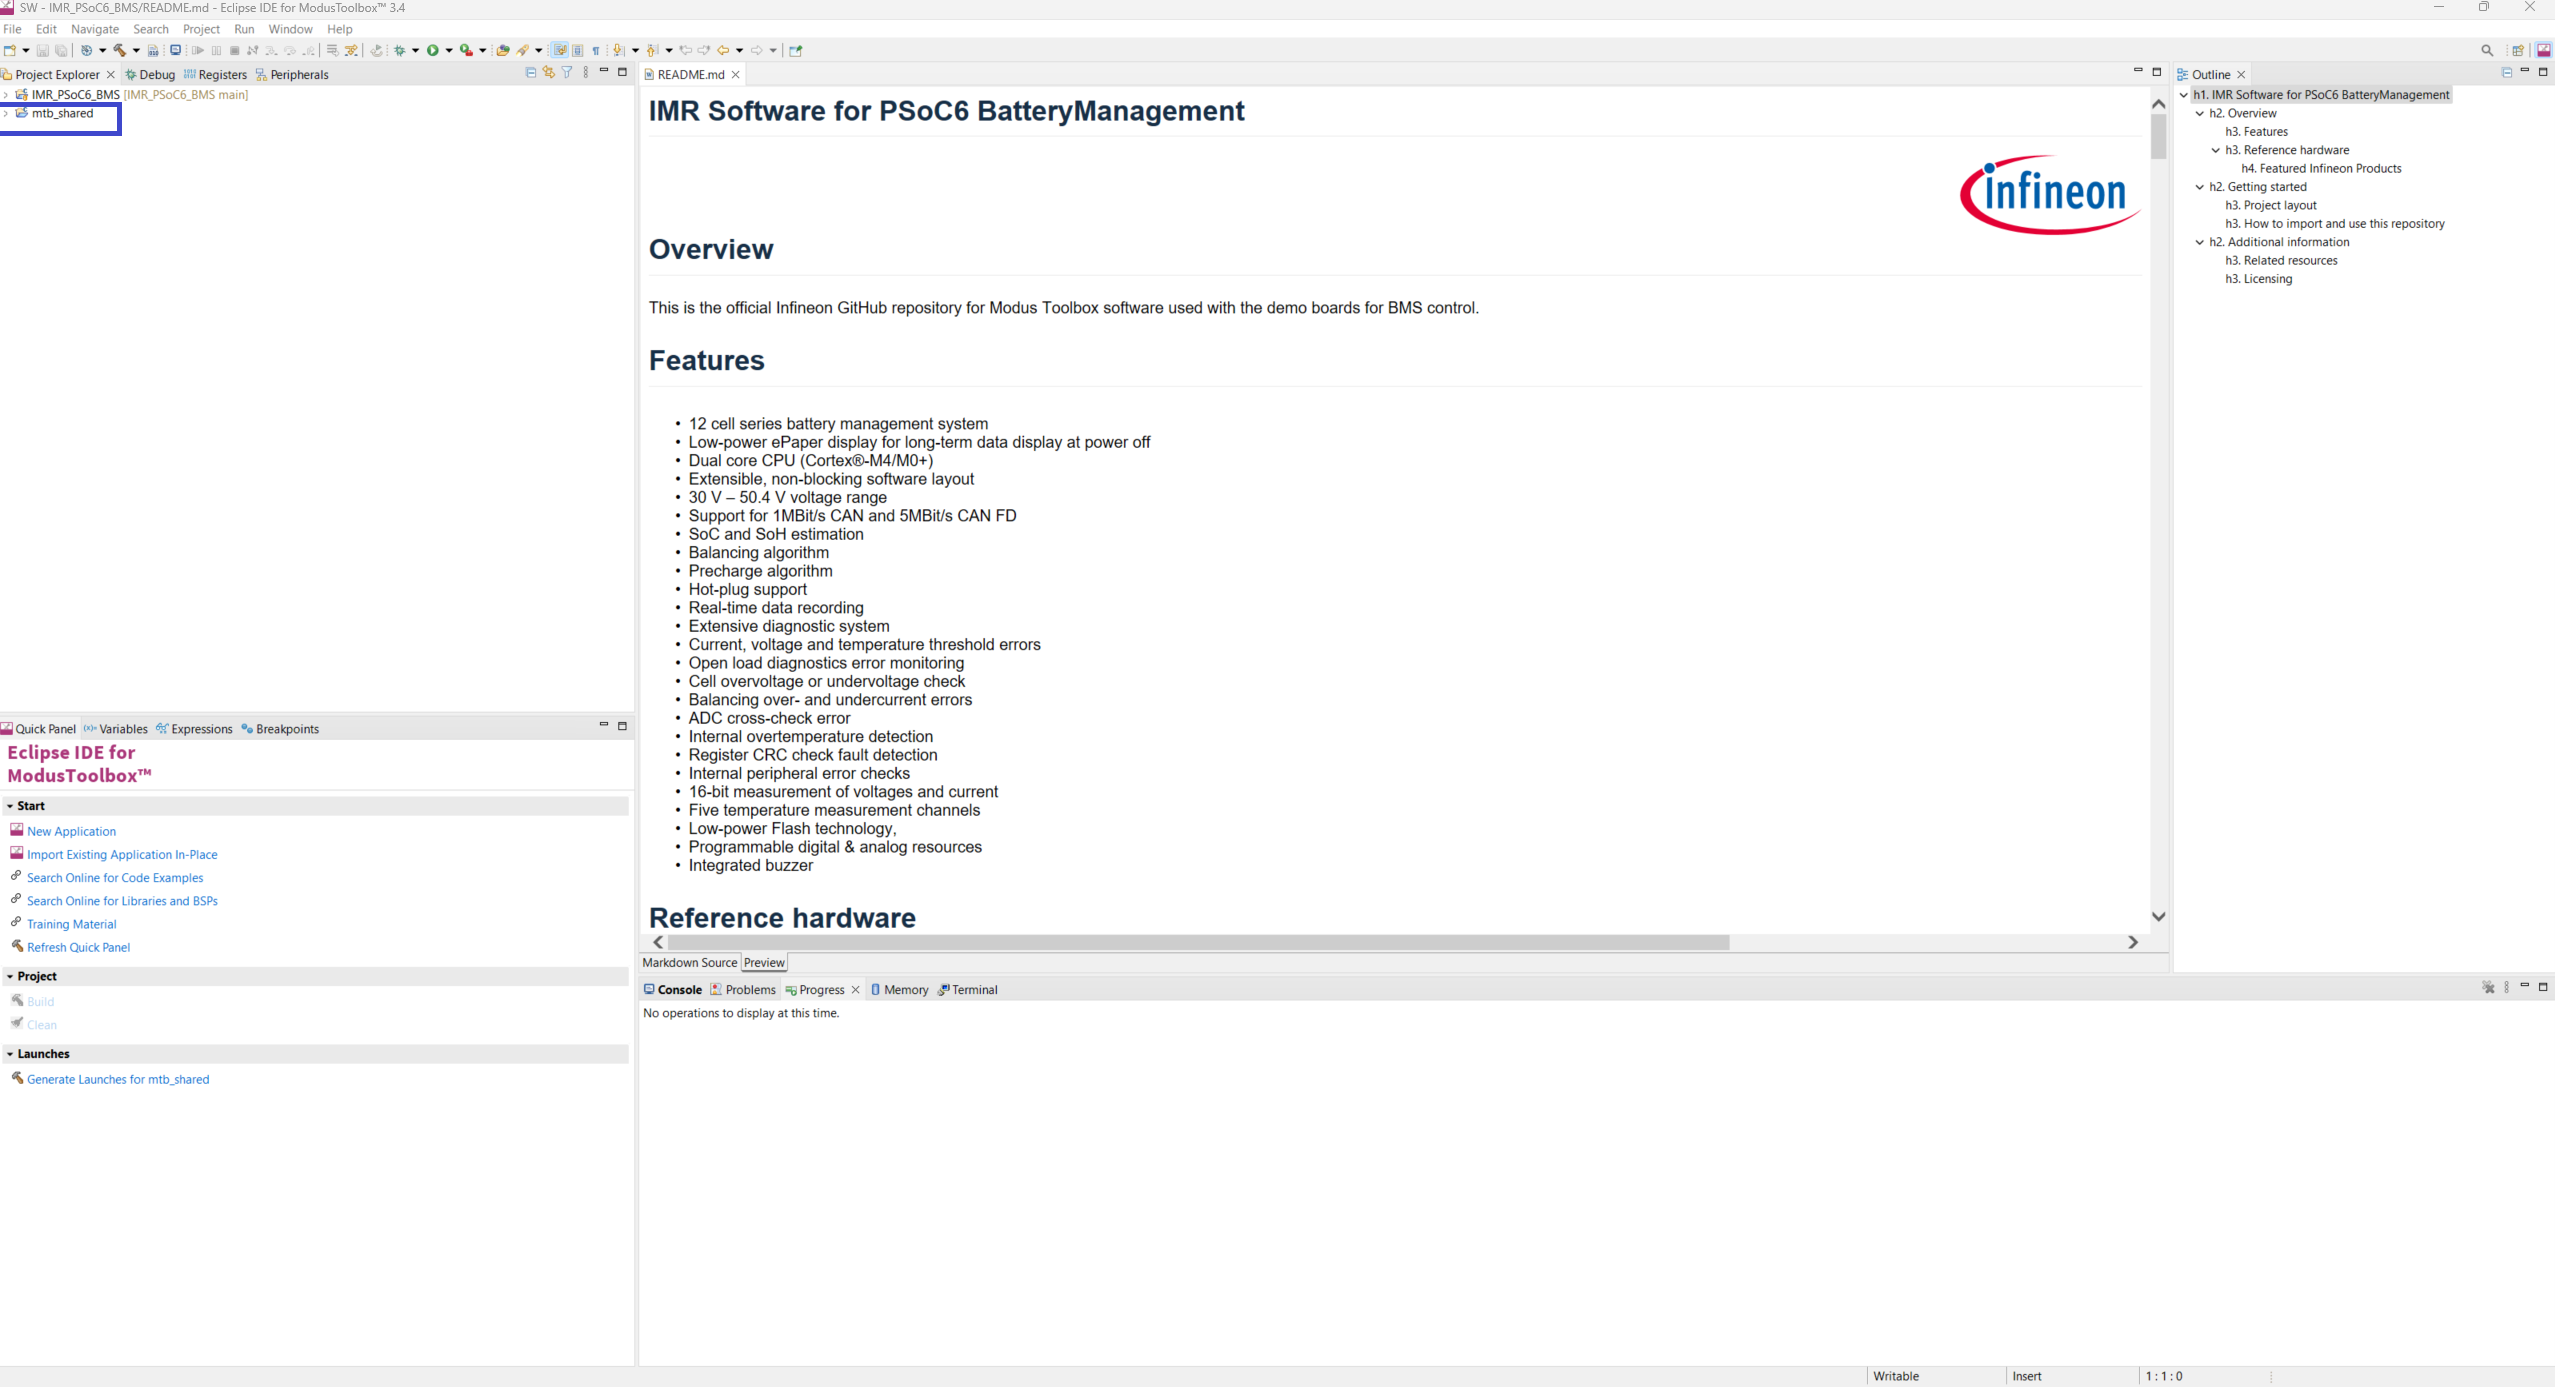 SW - IMR_PSoC6_BMS/README.md - Eclipse IDE for ModusToolbox™ 3.4
File Edit Navigate Search Project Run Window Help
Project Explorer Debug Registers Peripherals
IMR_PSoC6_BMS [IMR_PSoC6_BMS main]
mtb_shared
README.md
IMR Software for PSoC6 BatteryManagement
infineon
Overview
This is the official Infineon GitHub repository for Modus Toolbox software used with the demo boards for BMS control.
Features
• 12 cell series battery management system
• Low-power ePaper display for long-term data display at power off
• Dual core CPU (Cortex®-M4/M0+)
• Extensible, non-blocking software layout
• 30 V – 50.4 V voltage range
• Support for 1MBit/s CAN and 5MBit/s CAN FD
• SoC and SoH estimation
• Balancing algorithm
• Precharge algorithm
• Hot-plug support
• Real-time data recording
• Extensive diagnostic system
• Current, voltage and temperature threshold errors
• Open load diagnostics error monitoring
• Cell overvoltage or undervoltage check
• Balancing over- and undercurrent errors
• ADC cross-check error
• Internal overtemperature detection
• Register CRC check fault detection
• Internal peripheral error checks
• 16-bit measurement of voltages and current
• Five temperature measurement channels
• Low-power Flash technology,
• Programmable digital & analog resources
• Integrated buzzer
Reference hardware
Markdown Source Preview
Outline
h1. IMR Software for PSoC6 BatteryManagement
h2. Overview
h3. Features
h3. Reference hardware
h4. Featured Infineon Products
h2. Getting started
h3. Project layout
h3. How to import and use this repository
h2. Additional information
h3. Related resources
h3. Licensing
Quick Panel Variables Expressions Breakpoints
Eclipse IDE for
ModusToolbox™
Start
New Application
Import Existing Application In-Place
Search Online for Code Examples
Search Online for Libraries and BSPs
Training Material
Refresh Quick Panel
Project
Build
Clean
Launches
Generate Launches for mtb_shared
Console Problems Progress Memory Terminal
No operations to display at this time.
Writable Insert 1 : 1 : 0